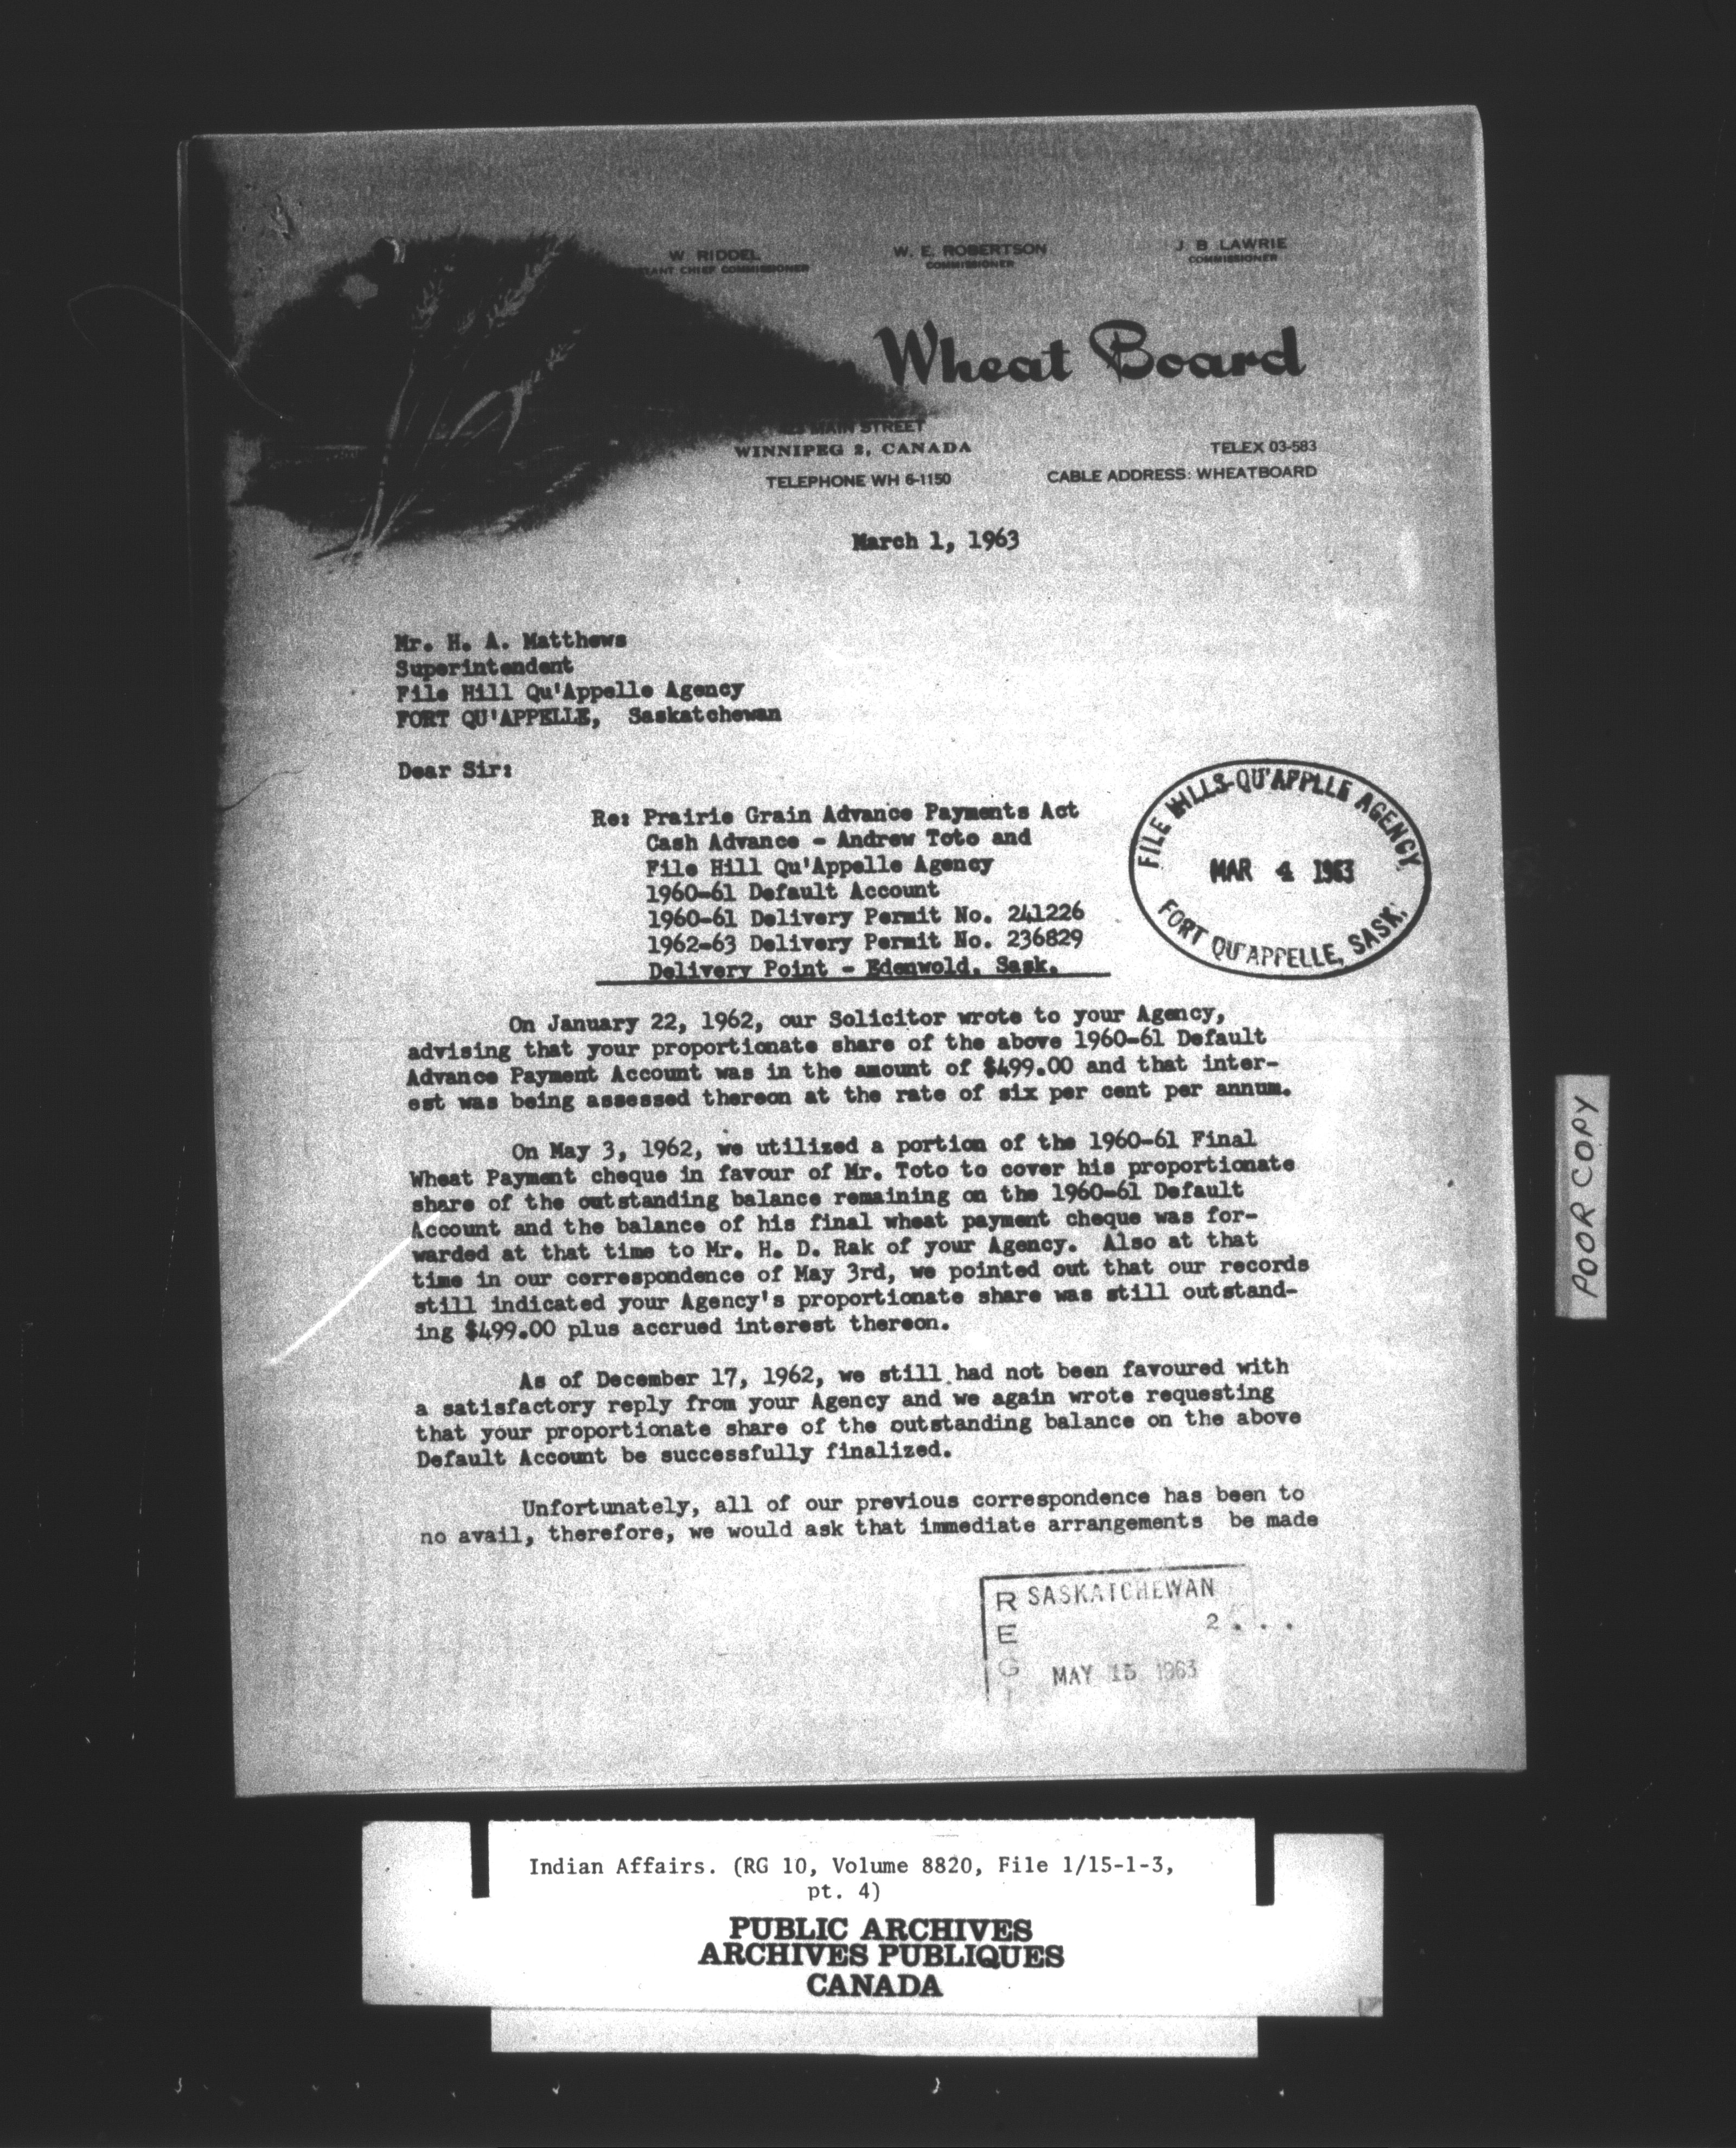 W. RIDDEL
ANT CHIEF COMMISSIONER
W. E. ROBERTSON
COMMISSIONER
J B LAWRIE
COMMISSIONER
Wheat Board
MAIN STREET
WINNIPEG 2, CANADA
TELEPHONE WH 6-1150
TELEX 03-583
CABLE ADDRESS: WHEATBOARD
March 1, 1963
Mr. H. A. Matthews
Superintendent
File Hill Qu'Appelle Agency
FORT QU'APPELLE, Saskatchewan
Dear Sir:
Re: Prairie Grain Advance Payments Act
Cash Advance - Andrew Toto and
File Hill Qu'Appelle Agency
1960-61 Default Account
1960-61 Delivery Permit No. 241226
1962-63 Delivery Permit No. 236829
Delivery Point - Edenwold, Sask.
FILE HILLS-QU'APPLLE AGENCY
MAR 4 1963
FORT QU'APPELLE, SASK.
On January 22, 1962, our Solicitor wrote to your Agency,
advising that your proportionate share of the above 1960-61 Default
Advance Payment Account was in the amount of $499.00 and that inter-
est was being assessed thereon at the rate of six per cent per annum.
On May 3, 1962, we utilized a portion of the 1960-61 Final
Wheat Payment cheque in favour of Mr. Toto to cover his proportionate
share of the outstanding balance remaining on the 1960-61 Default
Account and the balance of his final wheat payment cheque was for-
warded at that time to Mr. H. D. Rak of your Agency. Also at that
time in our correspondence of May 3rd, we pointed out that our records
still indicated your Agency's proportionate share was still outstand-
ing $499.00 plus accrued interest thereon.
As of December 17, 1962, we still had not been favoured with
a satisfactory reply from your Agency and we again wrote requesting
that your proportionate share of the outstanding balance on the above
Default Account be successfully finalized.
Unfortunately, all of our previous correspondence has been to
no avail, therefore, we would ask that immediate arrangements be made
REG
SASKATCHEWAN
2 . . .
MAY 15 1963
POOR COPY
Indian Affairs. (RG 10, Volume 8820, File 1/15-1-3,
pt. 4)
PUBLIC ARCHIVES
ARCHIVES PUBLIQUES
CANADA